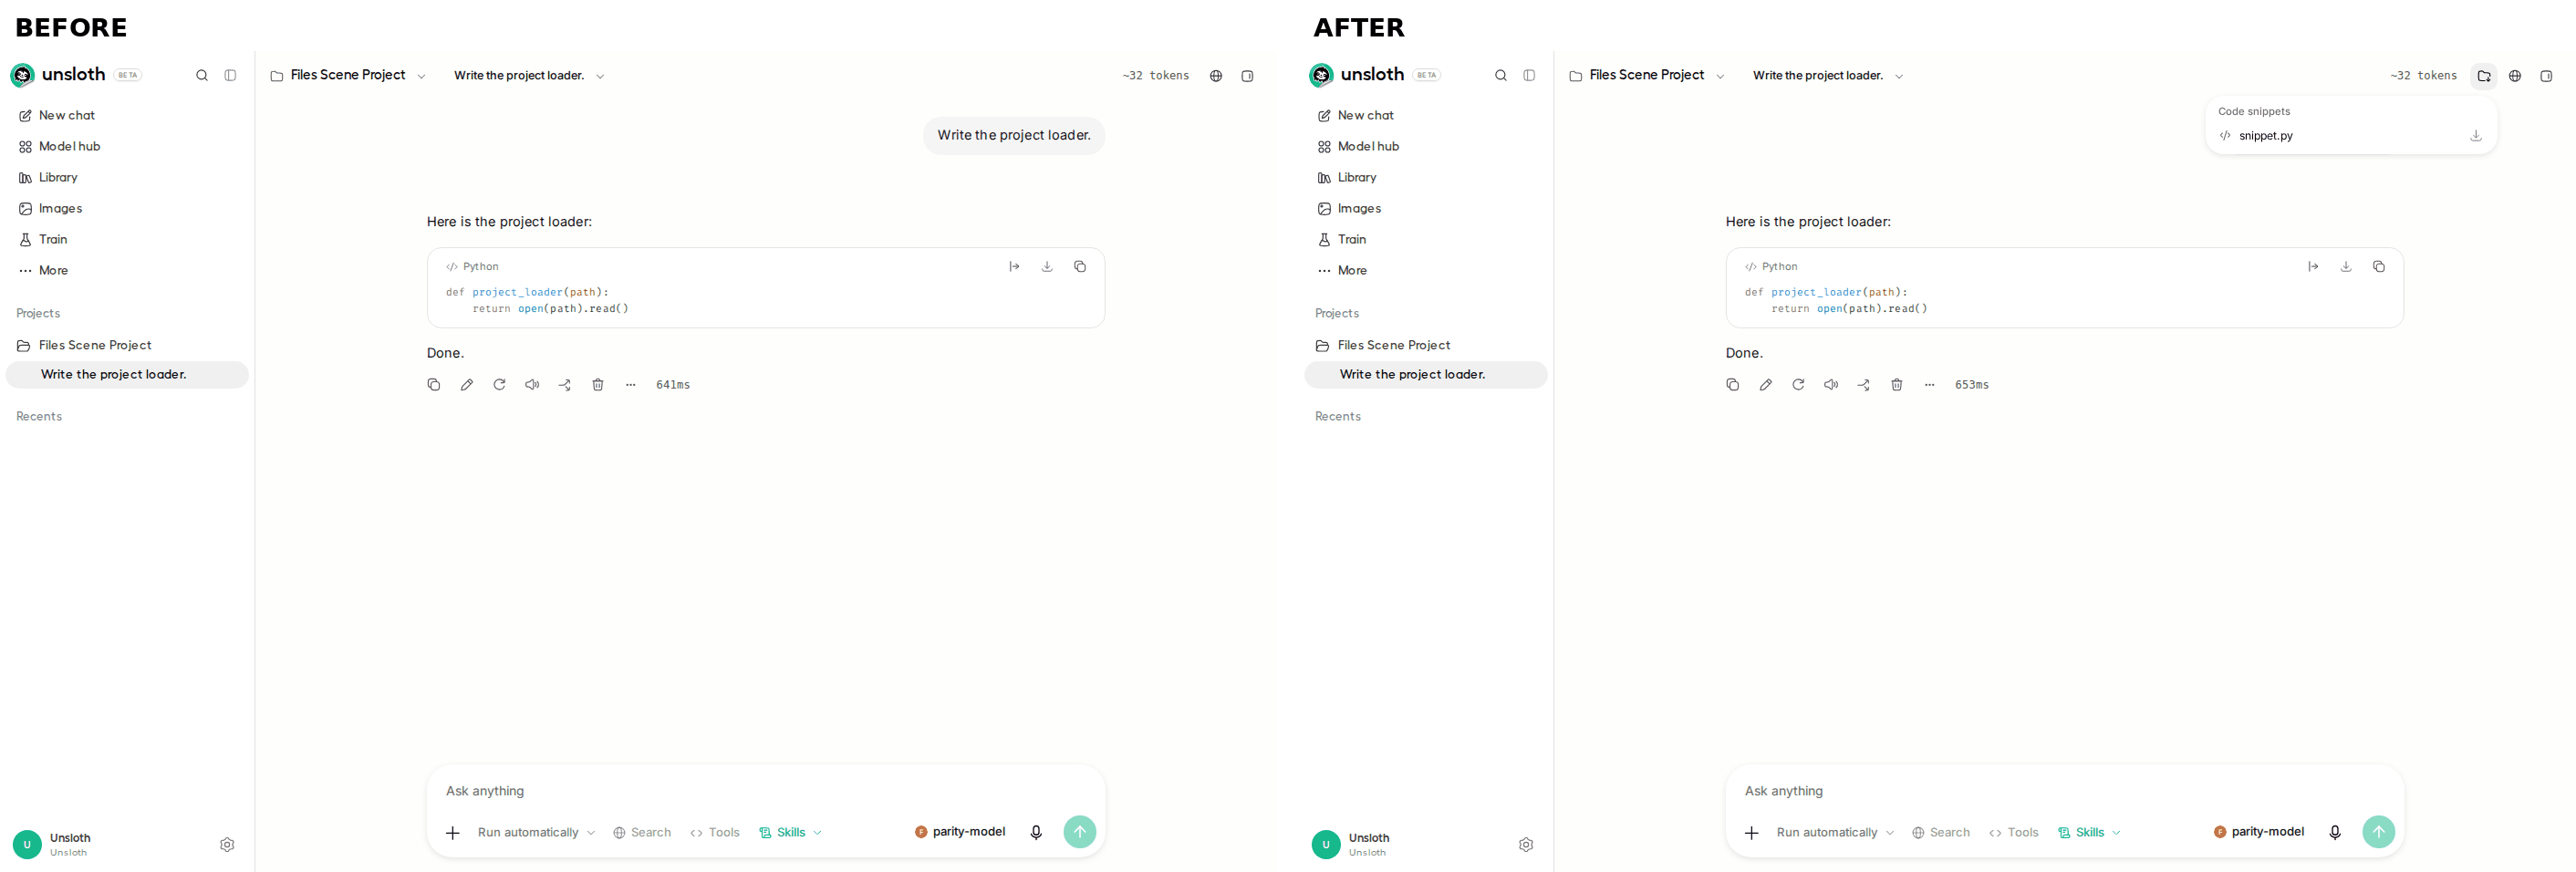 BEFORE
unsloth BETA
New chat
Model hub
Library
Images
Train
More
Projects
Files Scene Project
Write the project loader.
Recents
Unsloth
Unsloth
U
Files Scene Project
Write the project loader.
~32 tokens
Write the project loader.
Here is the project loader:
</> Python
def project_loader(path):
    return open(path).read()
Done.
641ms
Ask anything
Run automatically
Search
Tools
Skills
F
parity-model
AFTER
unsloth BETA
New chat
Model hub
Library
Images
Train
More
Projects
Files Scene Project
Write the project loader.
Recents
Unsloth
Unsloth
U
Files Scene Project
Write the project loader.
~32 tokens
Code snippets
</> snippet.py
Here is the project loader:
</> Python
def project_loader(path):
    return open(path).read()
Done.
653ms
Ask anything
Run automatically
Search
Tools
Skills
F
parity-model